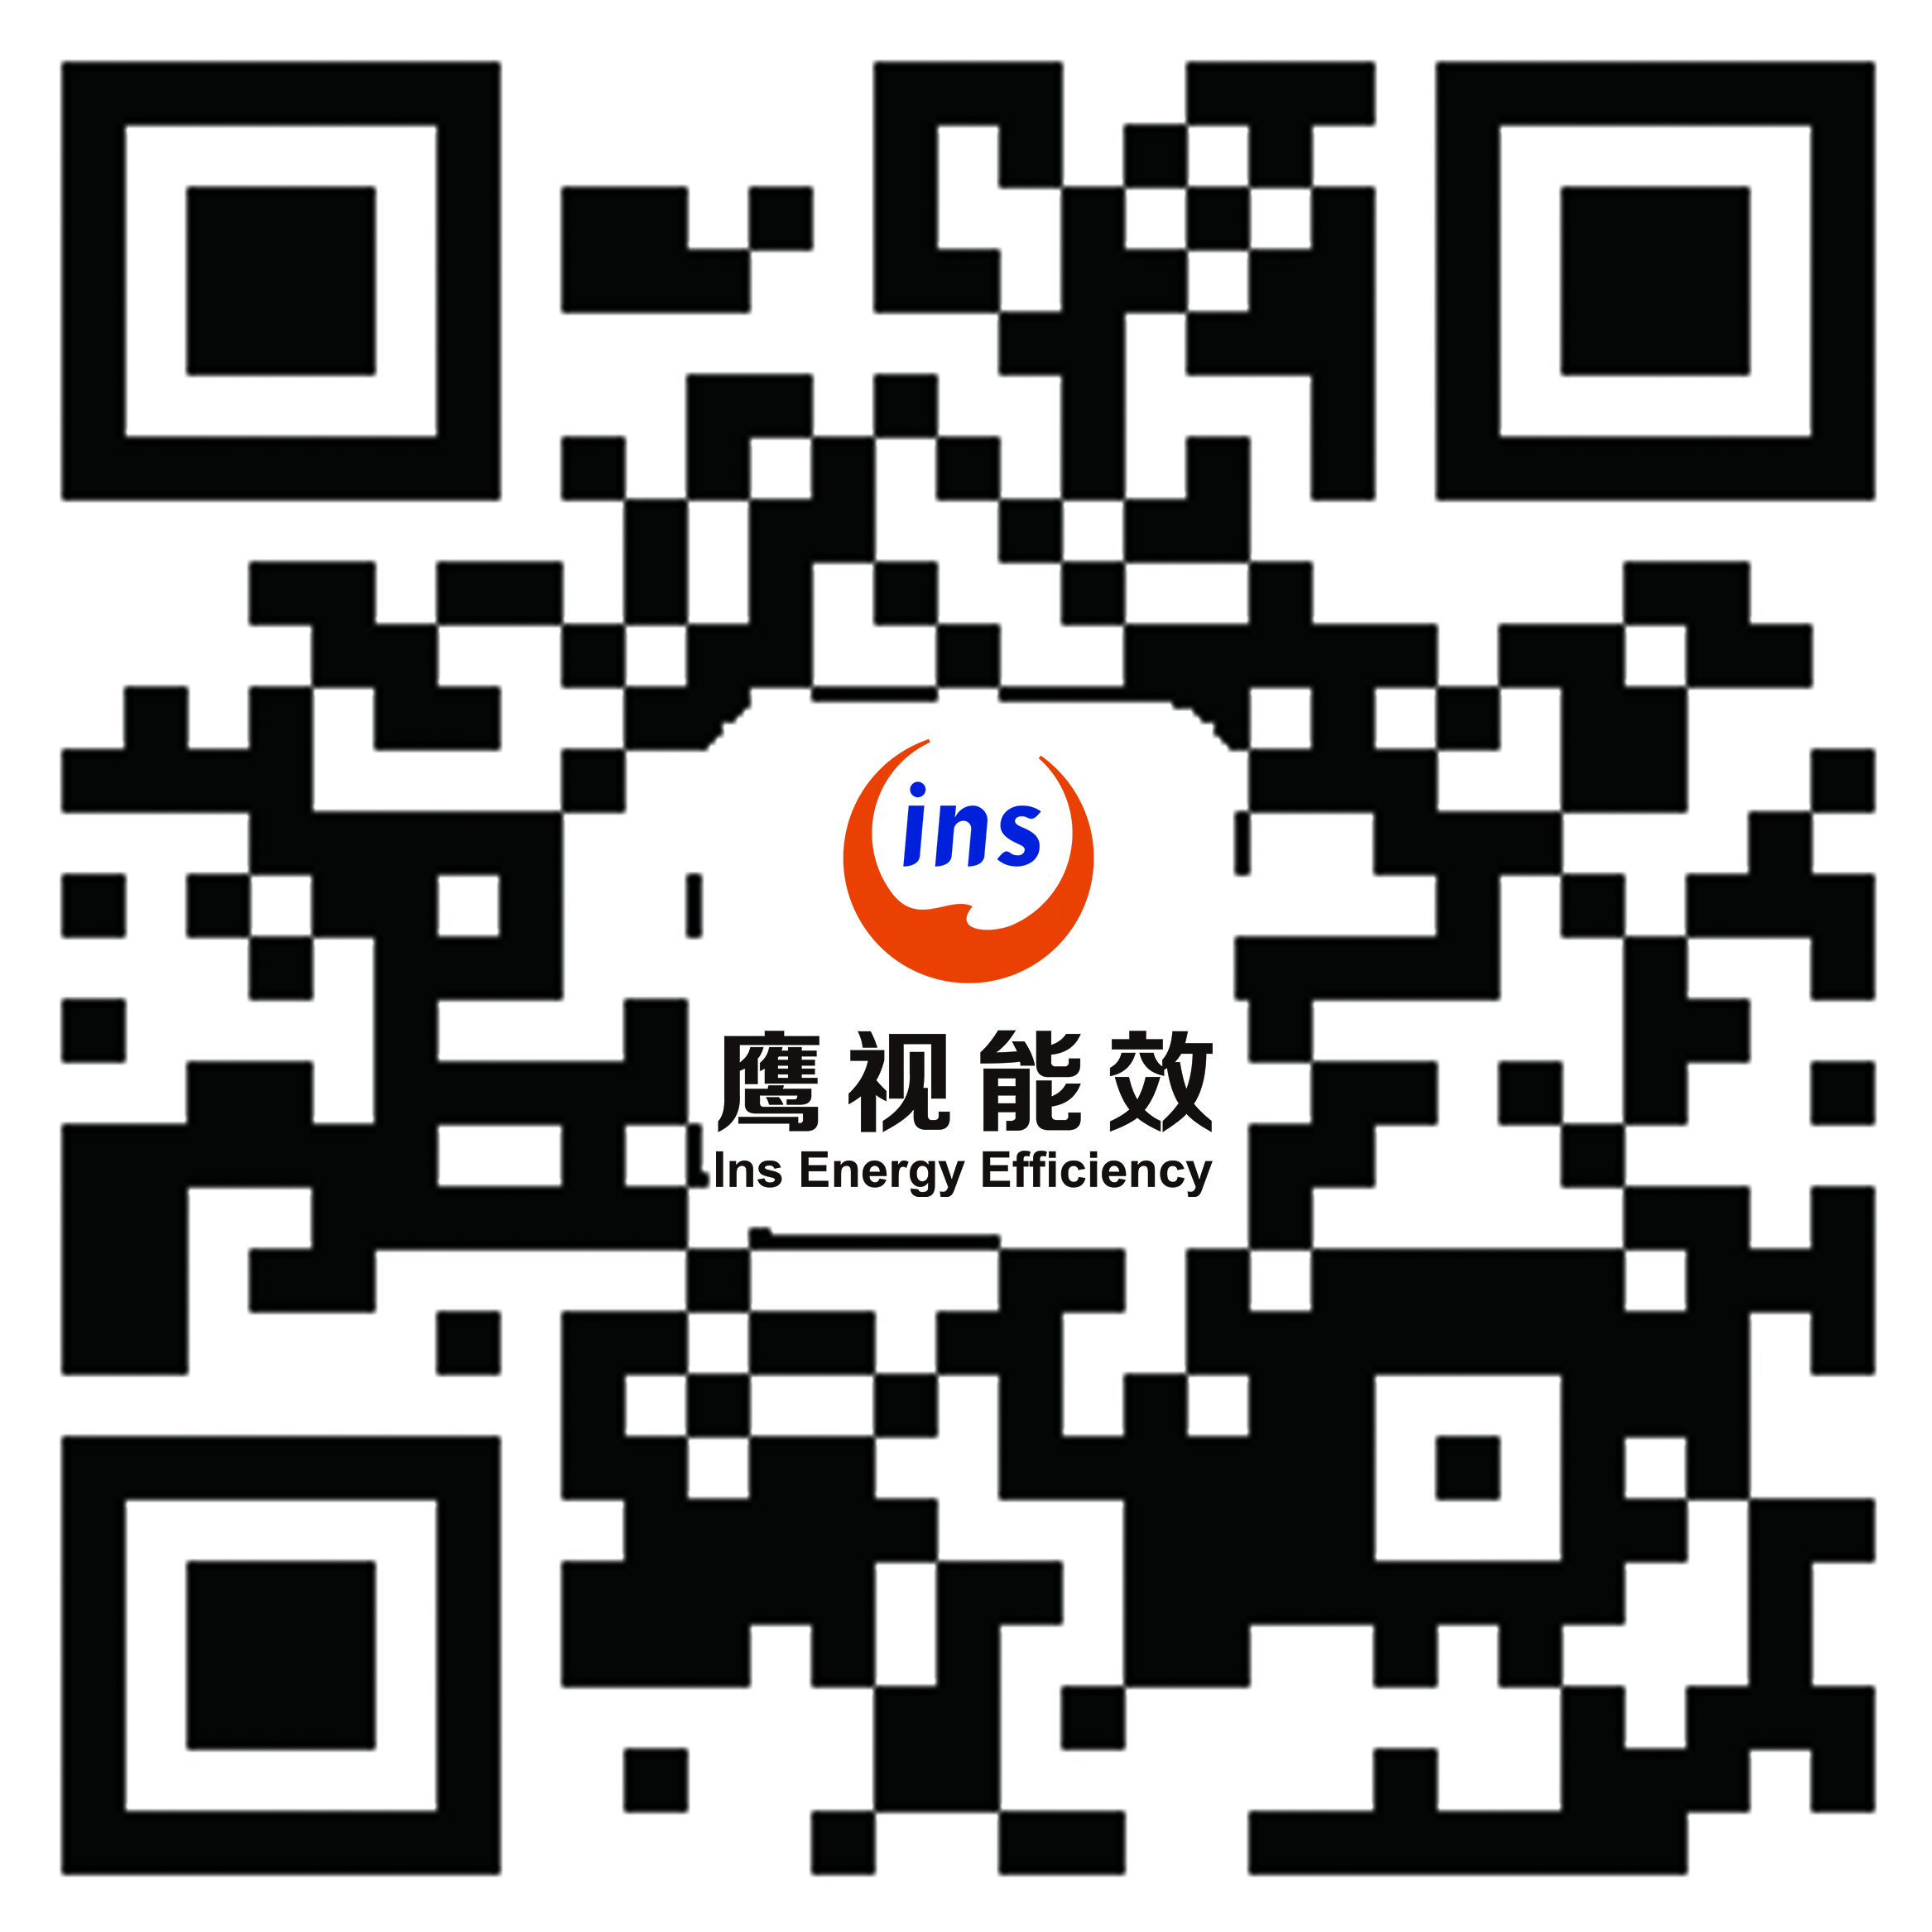 ins
鹰视能效
Ins Energy Efficiency